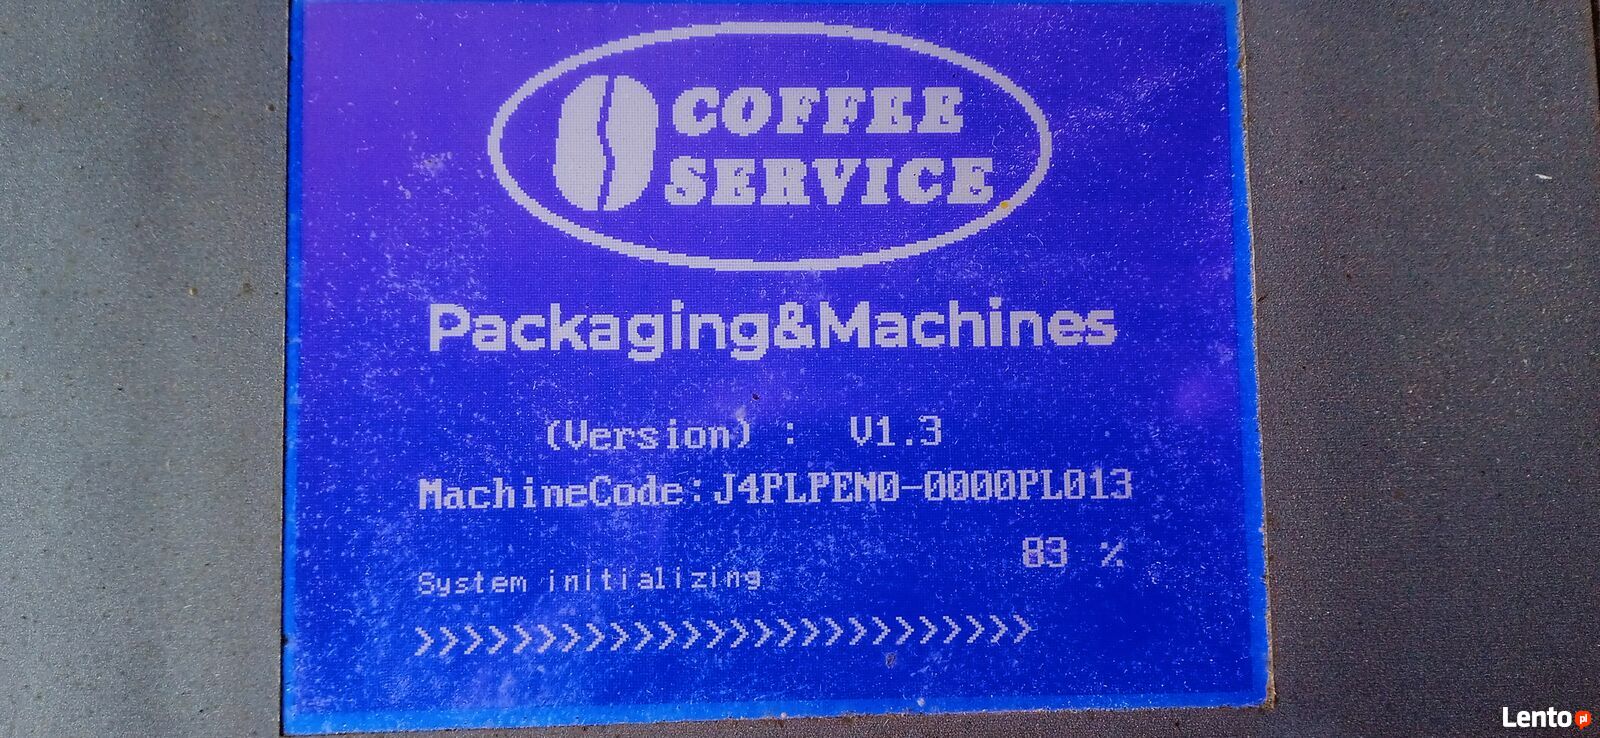 COFFEE
SERVICE
Packaging&Machines
(Version) : V1.3
MachineCode:J4PLPEN0-0000PL013
83 %
System initializing
>>>>>>>>>>>>>>>>>>>>>>>>>>
Lento.pl